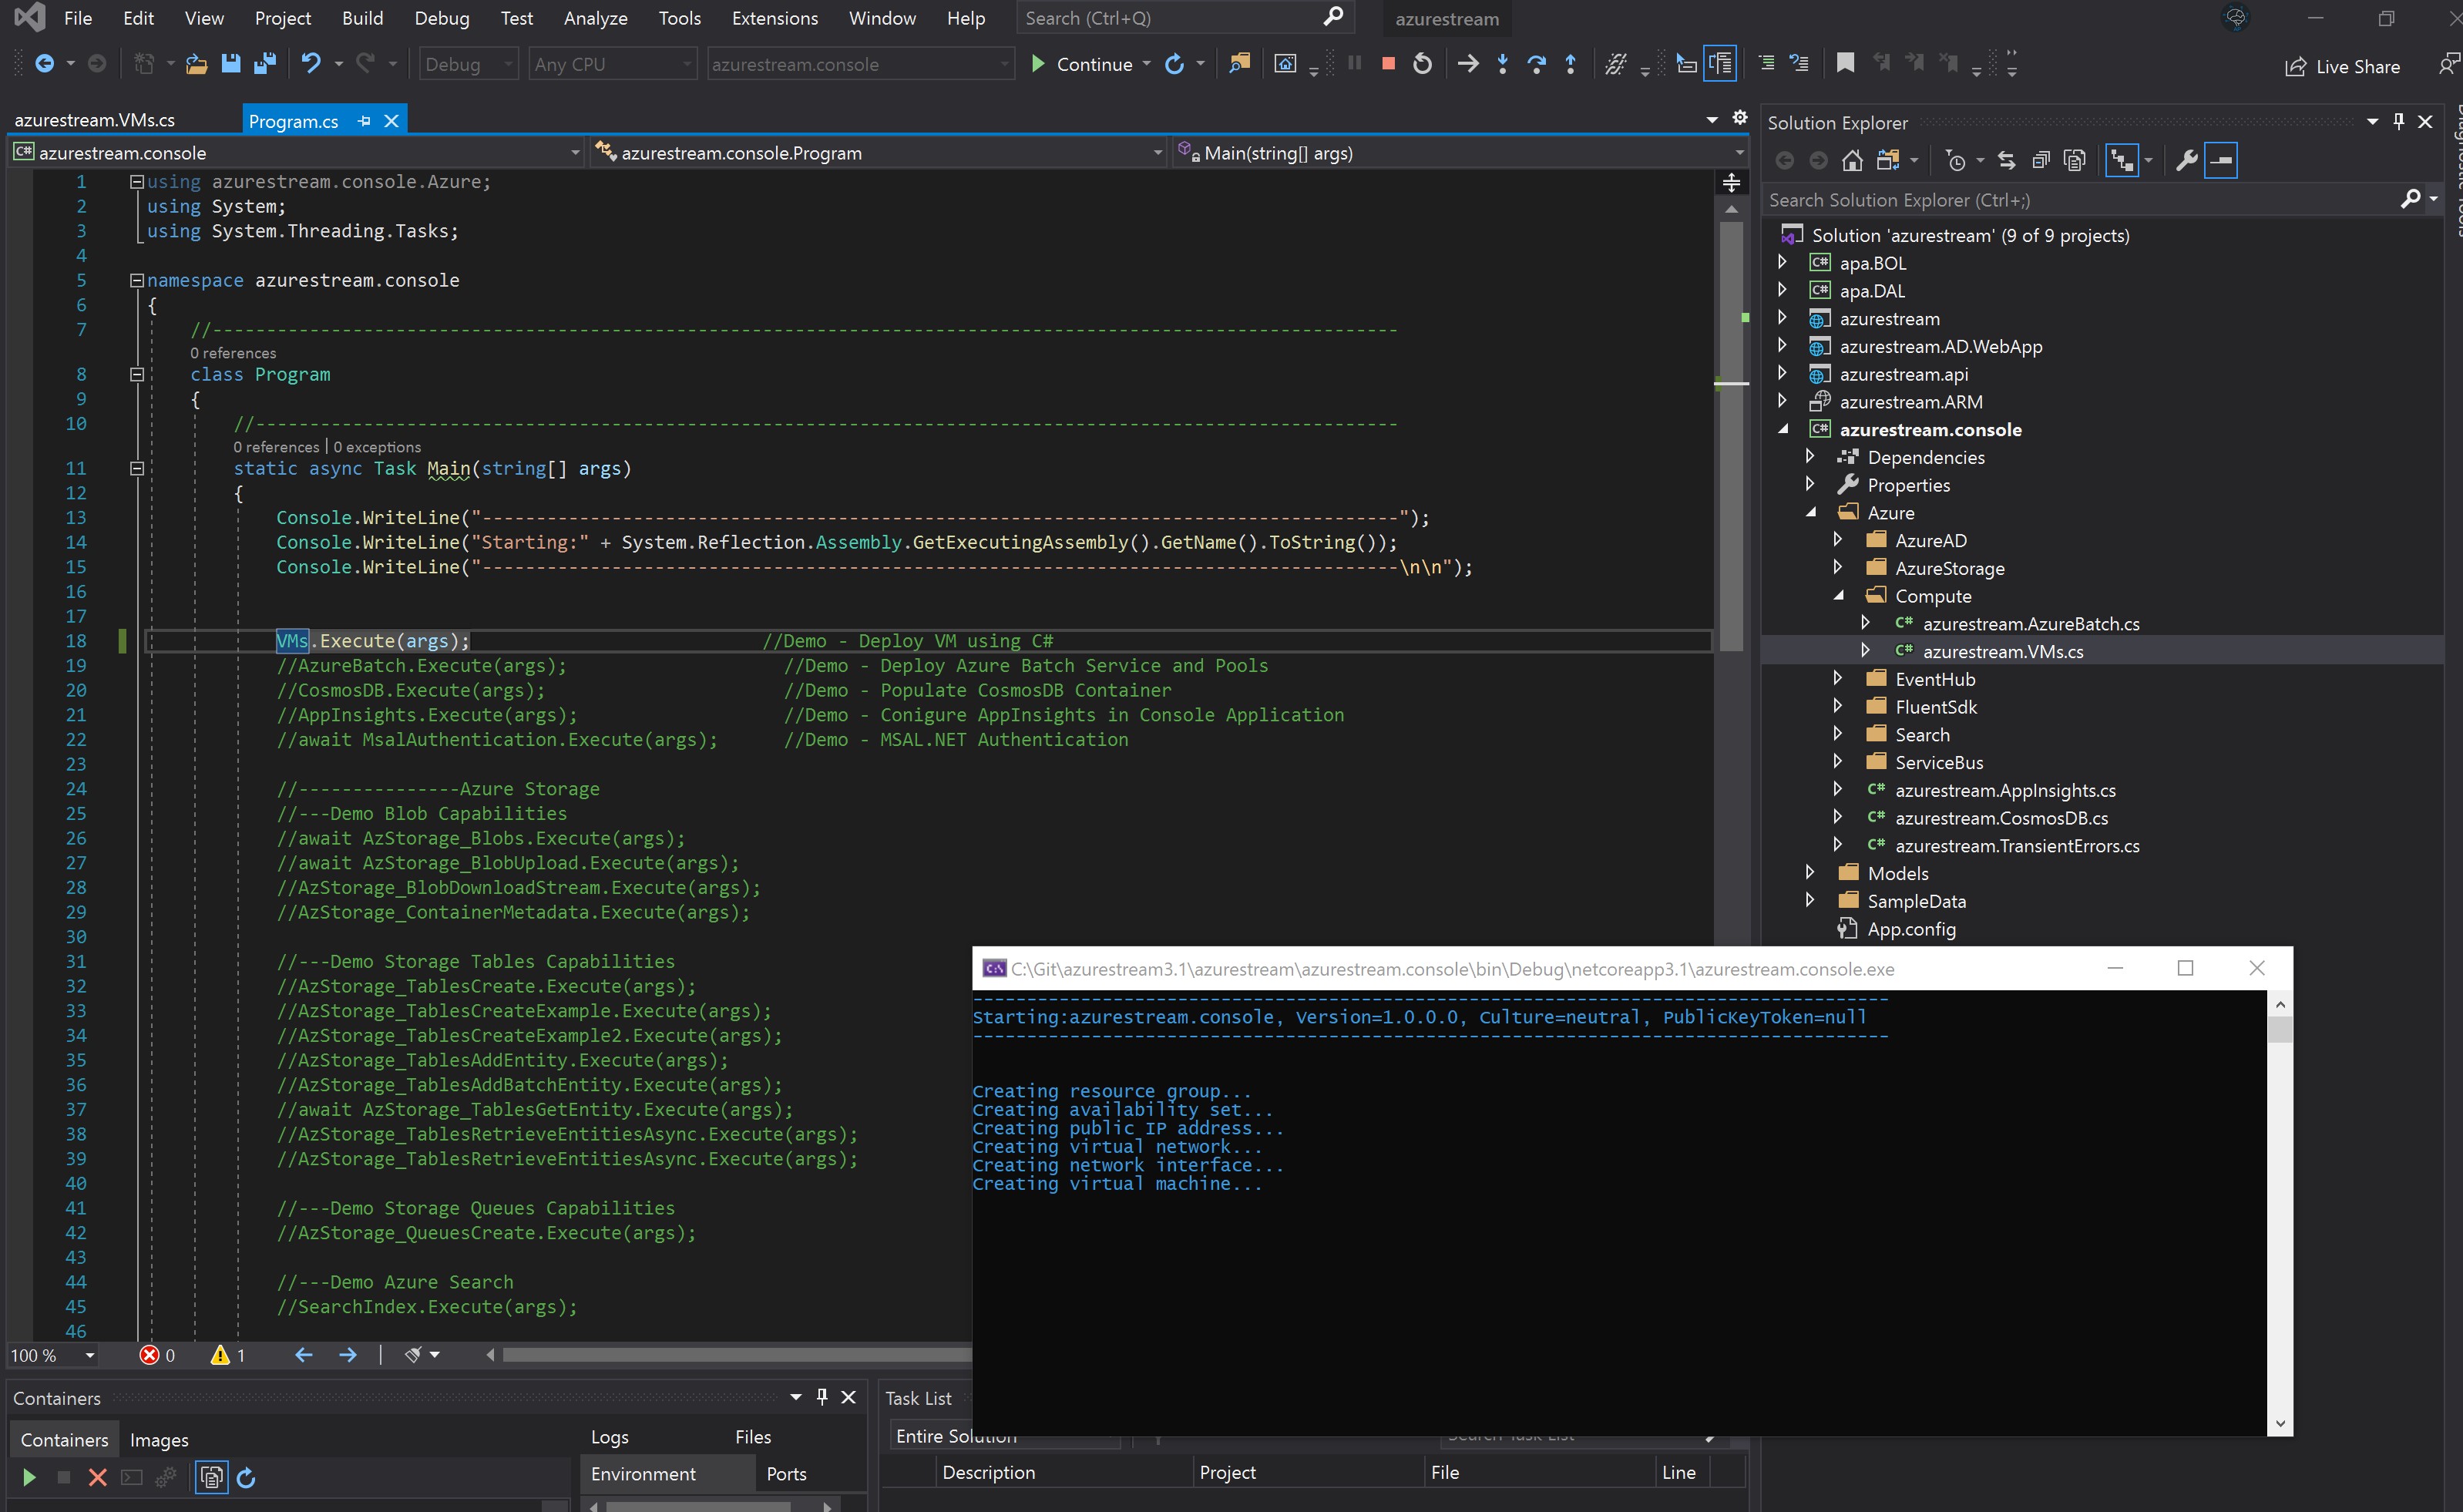 File Edit View Project Build Debug Test Analyze Tools Extensions Window Help Search (Ctrl+Q) azurestream
Debug Any CPU azurestream.console Continue Live Share
azurestream.VMs.cs Program.cs
azurestream.console azurestream.console.Program Main(string[] args)
1 using azurestream.console.Azure;
2 using System;
3 using System.Threading.Tasks;
4
5 namespace azurestream.console
6 {
7 //--------------------------------------------------------------------------------------------------------------
0 references
8 class Program
9 {
10 //----------------------------------------------------------------------------------------------------------
0 references | 0 exceptions
11 static async Task Main(string[] args)
12 {
13 Console.WriteLine("-------------------------------------------------------------------------------------");
14 Console.WriteLine("Starting:" + System.Reflection.Assembly.GetExecutingAssembly().GetName().ToString());
15 Console.WriteLine("-------------------------------------------------------------------------------------\n\n");
16
17
18 VMs.Execute(args); //Demo - Deploy VM using C#
19 //AzureBatch.Execute(args); //Demo - Deploy Azure Batch Service and Pools
20 //CosmosDB.Execute(args); //Demo - Populate CosmosDB Container
21 //AppInsights.Execute(args); //Demo - Conigure AppInsights in Console Application
22 //await MsalAuthentication.Execute(args); //Demo - MSAL.NET Authentication
23
24 //---------------Azure Storage
25 //---Demo Blob Capabilities
26 //await AzStorage_Blobs.Execute(args);
27 //await AzStorage_BlobUpload.Execute(args);
28 //AzStorage_BlobDownloadStream.Execute(args);
29 //AzStorage_ContainerMetadata.Execute(args);
30
31 //---Demo Storage Tables Capabilities
32 //AzStorage_TablesCreate.Execute(args);
33 //AzStorage_TablesCreateExample.Execute(args);
34 //AzStorage_TablesCreateExample2.Execute(args);
35 //AzStorage_TablesAddEntity.Execute(args);
36 //AzStorage_TablesAddBatchEntity.Execute(args);
37 //await AzStorage_TablesGetEntity.Execute(args);
38 //AzStorage_TablesRetrieveEntitiesAsync.Execute(args);
39 //AzStorage_TablesRetrieveEntitiesAsync.Execute(args);
40
41 //---Demo Storage Queues Capabilities
42 //AzStorage_QueuesCreate.Execute(args);
43
44 //---Demo Azure Search
45 //SearchIndex.Execute(args);
46
100 % 0 1
Solution Explorer
Search Solution Explorer (Ctrl+;)
Solution 'azurestream' (9 of 9 projects)
C# apa.BOL
C# apa.DAL
azurestream
azurestream.AD.WebApp
azurestream.api
azurestream.ARM
C# azurestream.console
Dependencies
Properties
Azure
AzureAD
AzureStorage
Compute
C# azurestream.AzureBatch.cs
C# azurestream.VMs.cs
EventHub
FluentSdk
Search
ServiceBus
C# azurestream.AppInsights.cs
C# azurestream.CosmosDB.cs
C# azurestream.TransientErrors.cs
Models
SampleData
App.config
Diagnostic Tools
C:\Git\azurestream3.1\azurestream\azurestream.console\bin\Debug\netcoreapp3.1\azurestream.console.exe
-------------------------------------------------------------------------------------
Starting:azurestream.console, Version=1.0.0.0, Culture=neutral, PublicKeyToken=null
-------------------------------------------------------------------------------------
Creating resource group...
Creating availability set...
Creating public IP address...
Creating virtual network...
Creating network interface...
Creating virtual machine...
Containers
Containers Images
Logs Files
Environment Ports
Task List
Entire Solution Search Task List
Description Project File Line